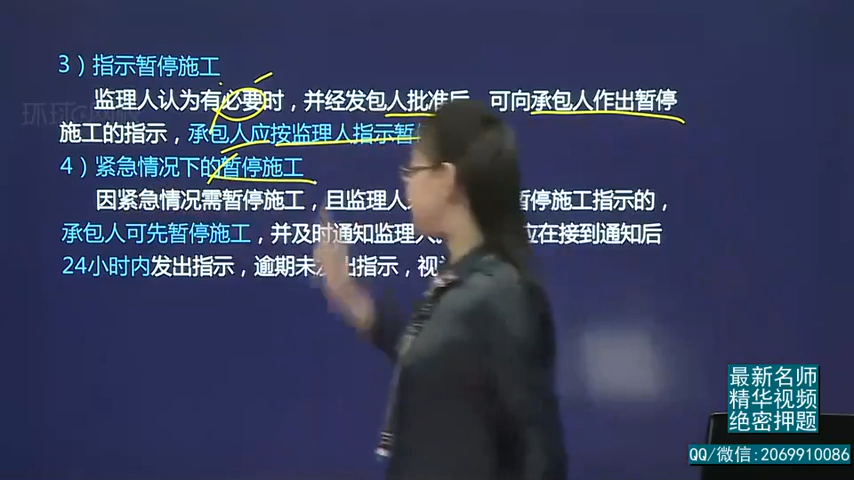 3）指示暂停施工
监理人认为有必要时，并经发包人批准后，可向承包人作出暂停
施工的指示，承包人应按监理人指示暂
4）紧急情况下的暂停施工
因紧急情况需暂停施工，且监理人 暂停施工指示的，
承包人可先暂停施工，并及时通知监理人 应在接到通知后
24小时内发出指示，逾期未发出指示，视
环球
最新名师
精华视频
绝密押题
QQ/微信:2069910086